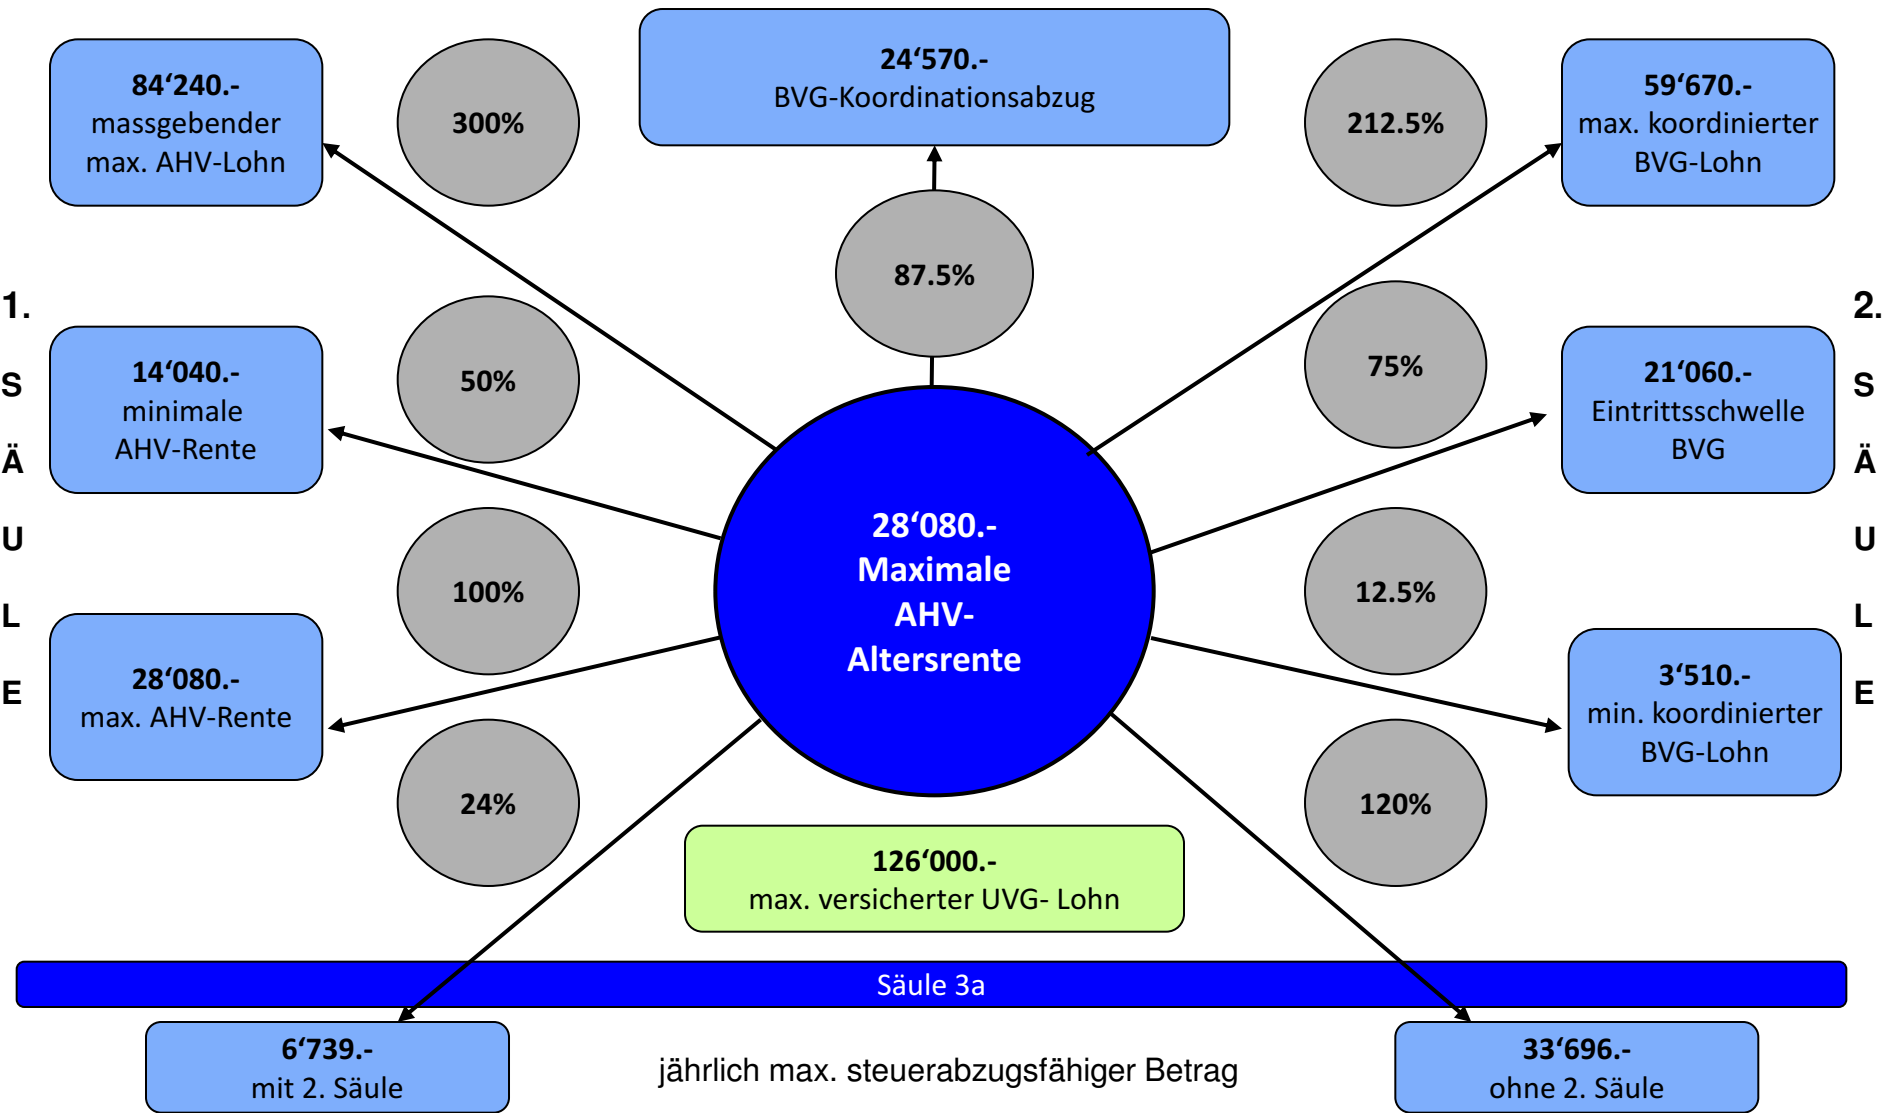 84‘240.-
massgebender
max. AHV-Lohn
300%
24‘570.-
BVG-Koordinationsabzug
212.5%
59‘670.-
max. koordinierter
BVG-Lohn
87.5%
1.
S
Ä
U
L
E
14‘040.-
minimale
AHV-Rente
50%
75%
21‘060.-
Eintrittsschwelle
BVG
2.
S
Ä
U
L
E
28‘080.-
Maximale
AHV-
Altersrente
100%
12.5%
28‘080.-
max. AHV-Rente
3‘510.-
min. koordinierter
BVG-Lohn
24%
120%
126‘000.-
max. versicherter UVG- Lohn
Säule 3a
6‘739.-
mit 2. Säule
jährlich max. steuerabzugsfähiger Betrag
33‘696.-
ohne 2. Säule